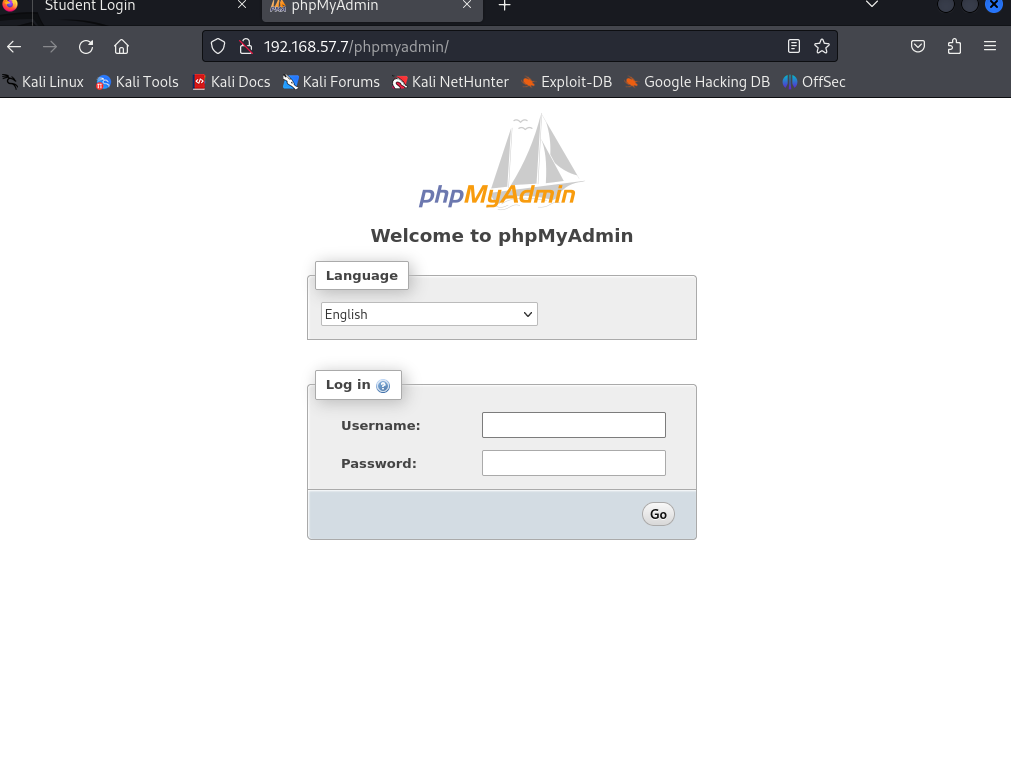 Student Login
phpMyAdmin
192.168.57.7/phpmyadmin/
Kali Linux Kali Tools Kali Docs Kali Forums Kali NetHunter Exploit-DB Google Hacking DB OffSec
phpMyAdmin
Welcome to phpMyAdmin
Language
English
Log in
Username:
Password:
Go